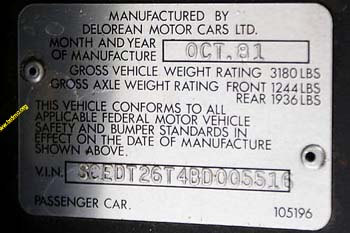 MANUFACTURED BY
DELOREAN MOTOR CARS LTD.
MONTH AND YEAR
OF MANUFACTURE OCT.81
GROSS VEHICLE WEIGHT RATING 3180 LBS
GROSS AXLE WEIGHT RATING FRONT 1244 LBS
REAR 1936 LBS
THIS VEHICLE CONFORMS TO ALL
APPLICABLE FEDERAL MOTOR VEHICLE
SAFETY AND BUMPER STANDARDS IN
EFFECT ON THE DATE OF MANUFACTURE
SHOWN ABOVE.
V.I.N. SCEDT26T4BD005516
PASSENGER CAR. 105196